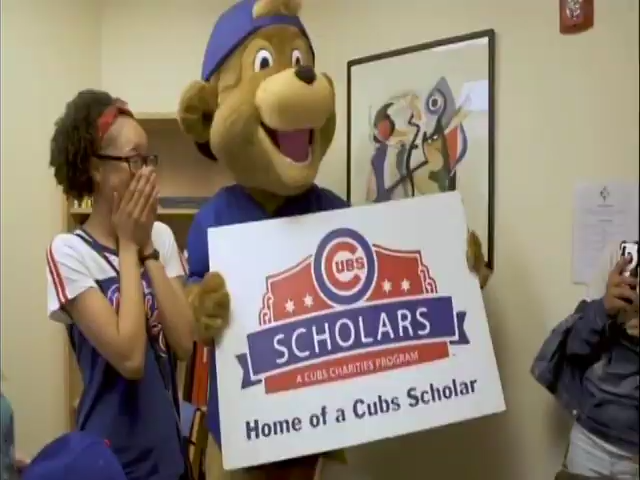 CUBS
SCHOLARS
A CUBS CHARITIES PROGRAM
Home of a Cubs Scholar